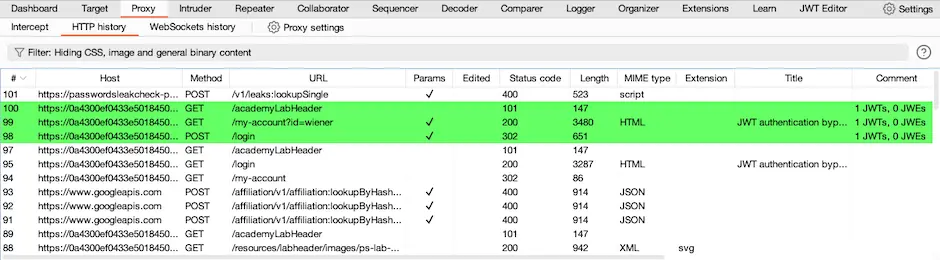 Dashboard Target Proxy Intruder Repeater Collaborator Sequencer Decoder Comparer Logger Organizer Extensions Learn JWT Editor Settings
Intercept HTTP history WebSockets history Proxy settings
Filter: Hiding CSS, image and general binary content
# Host Method URL Params Edited Status code Length MIME type Extension Title Comment
101 https://passwordsleakcheck-p... POST /v1/leaks:lookupSingle ✓ 400 523 script
100 https://0a4300ef0433e5018450... GET /academyLabHeader 101 147 1 JWTs, 0 JWEs
99 https://0a4300ef0433e5018450... GET /my-account?id=wiener ✓ 200 3480 HTML JWT authentication byp... 1 JWTs, 0 JWEs
98 https://0a4300ef0433e5018450... POST /login ✓ 302 651 1 JWTs, 0 JWEs
97 https://0a4300ef0433e5018450... GET /academyLabHeader 101 147
95 https://0a4300ef0433e5018450... GET /login 200 3287 HTML JWT authentication byp...
94 https://0a4300ef0433e5018450... GET /my-account 302 86
93 https://www.googleapis.com POST /affiliation/v1/affiliation:lookupByHash... ✓ 400 914 JSON
92 https://www.googleapis.com POST /affiliation/v1/affiliation:lookupByHash... ✓ 400 914 JSON
91 https://www.googleapis.com POST /affiliation/v1/affiliation:lookupByHash... ✓ 400 914 JSON
89 https://0a4300ef0433e5018450... GET /academyLabHeader 101 147
88 https://0a4300ef0433e5018450... GET /resources/labheader/images/ps-lab-... 200 942 XML svg